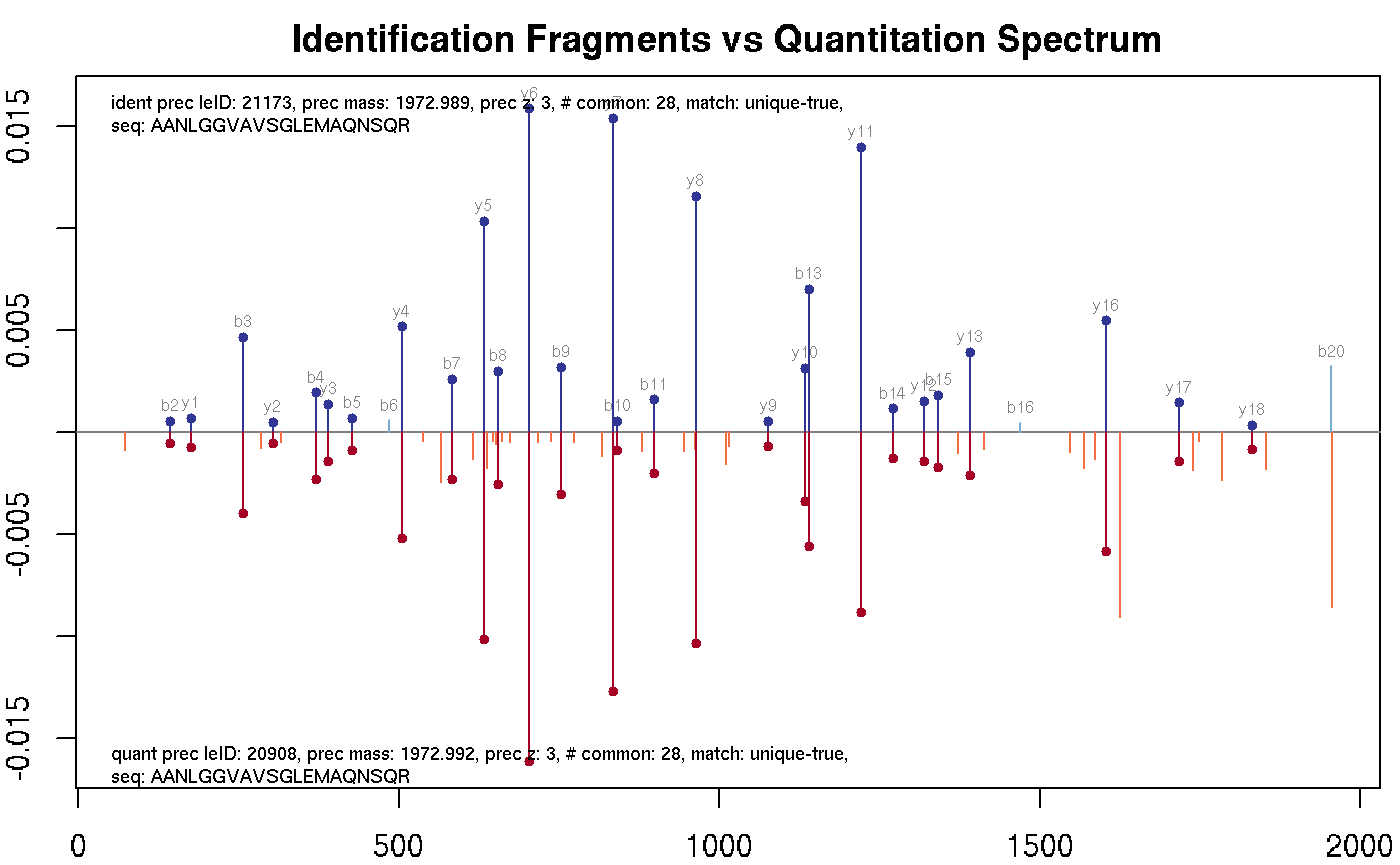 Identification Fragments vs Quantitation Spectrum
ident prec leID: 21173, prec mass: 1972.989, prec z: 3, # common: 28, match: unique-true,
seq: AANLGGVAVSGLEMAQNSQR
y6
y11
y8
y5
b13
b3
y4
y16
y10
y13
b7
b8
b9
b20
b4
y3
b11
y12
b15
b14
y17
b2
y1
y2
b5
b6
b10
y9
b16
y18
0.015
0.005
-0.005
-0.015
quant prec leID: 20908, prec mass: 1972.992, prec z: 3, # common: 28, match: unique-true,
seq: AANLGGVAVSGLEMAQNSQR
0
500
1000
1500
2000